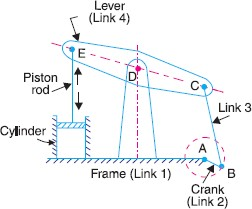 Lever
(Link 4)
E
D
Piston
rod
C
Link 3
Cylinder
A
B
Frame (Link 1)
Crank
(Link 2)